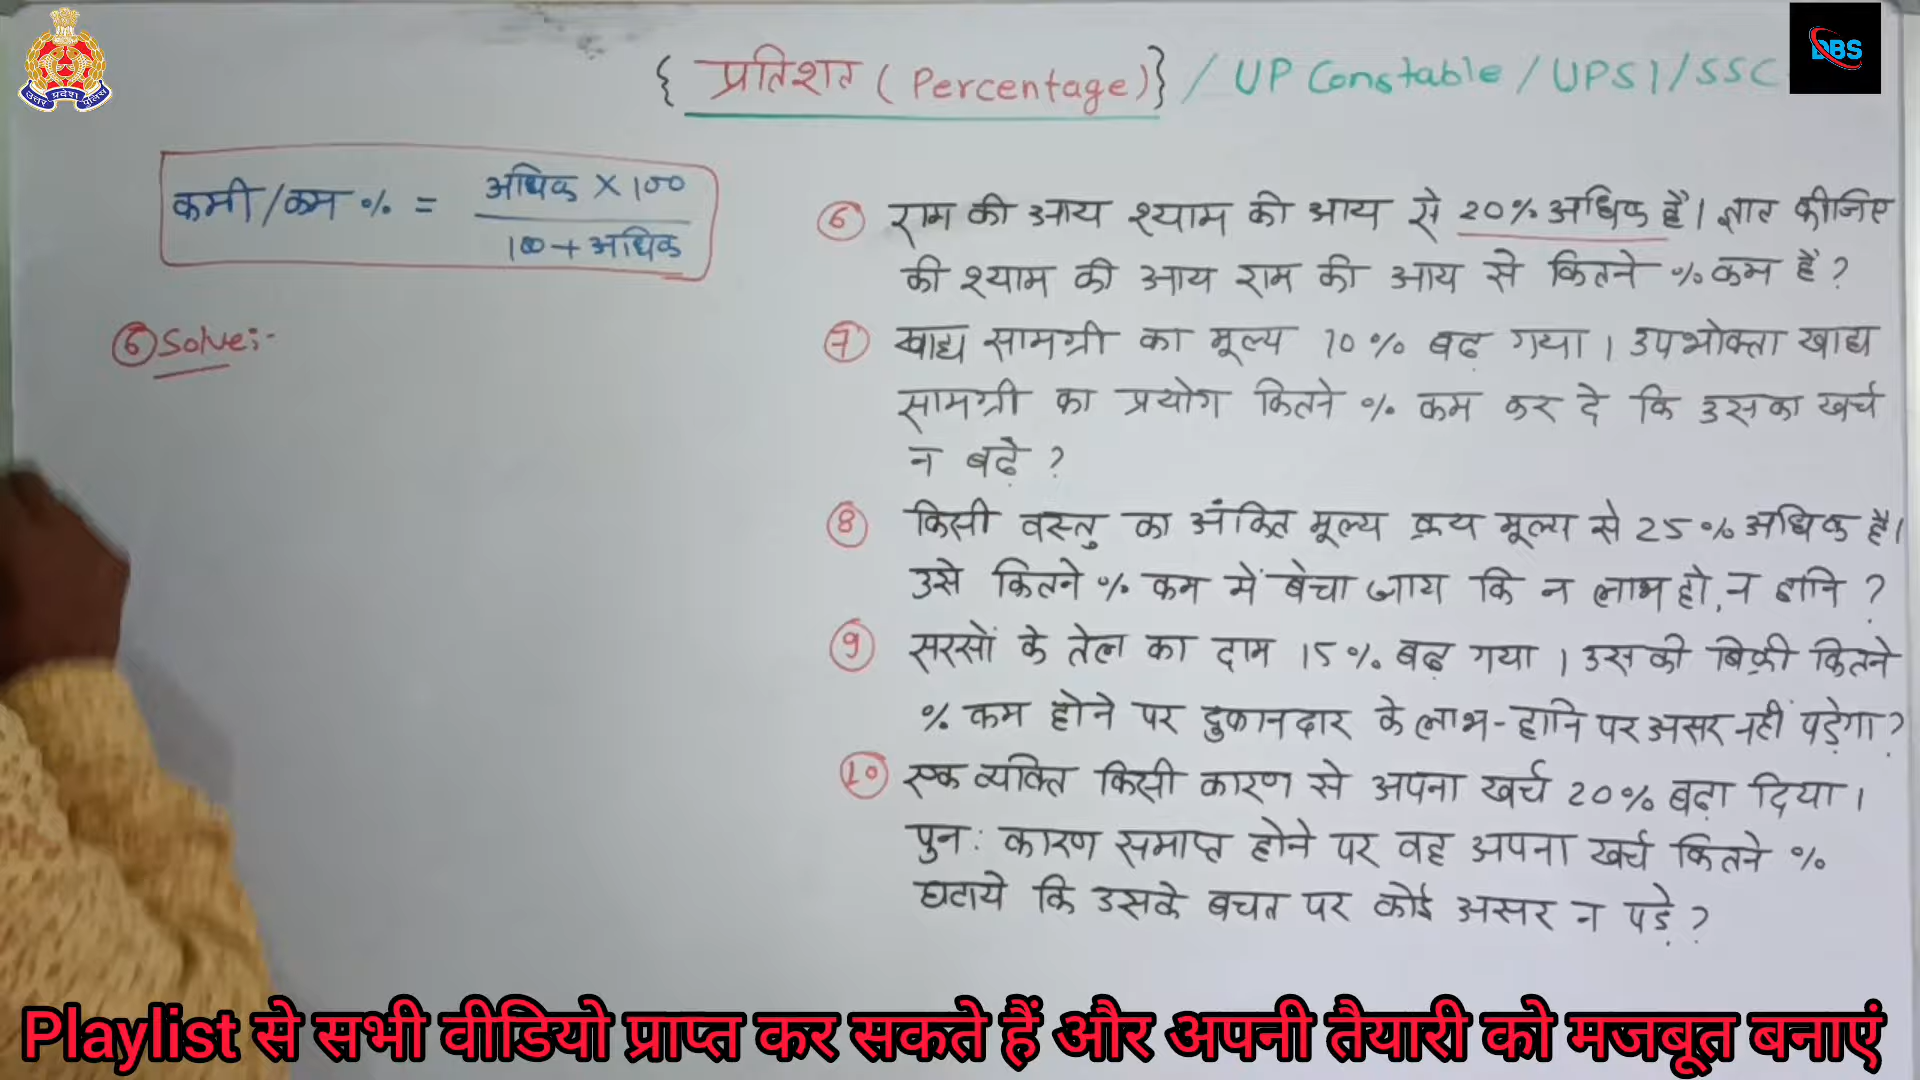 उत्तर प्रदेश पुलिस
DBS
{ प्रतिशत ( Percentage ) } / UP Constable / UPSI / SSC
कमी / कम % = अधिक × 100
100 + अधिक
⑥ Solve :-
⑥ राम की आय श्याम की आय से 20% अधिक है। ज्ञात कीजिए
की श्याम की आय राम की आय से कितने % कम है ?
⑦ खाद्य सामग्री का मूल्य 10% बढ़ गया । उपभोक्ता खाद्य
सामग्री का प्रयोग कितने % कम कर दे कि उसका खर्च
न बढ़े ?
⑧ किसी वस्तु का अंकित मूल्य क्रय मूल्य से 25% अधिक है।
उसे कितने % कम में बेचा जाय कि न लाभ हो, न हानि ?
⑨ सरसों के तेल का दाम 15% बढ़ गया । उसकी बिक्री कितने
% कम होने पर दुकानदार के लाभ-हानि पर असर नहीं पड़ेगा ?
⑩ एक व्यक्ति किसी कारण से अपना खर्च 20% बढ़ा दिया ।
पुन: कारण समाप्त होने पर वह अपना खर्च कितने %
घटाये कि उसके बचत पर कोई असर न पड़े ?
Playlist से सभी वीडियो प्राप्त कर सकते हैं और अपनी तैयारी को मजबूत बनाएं